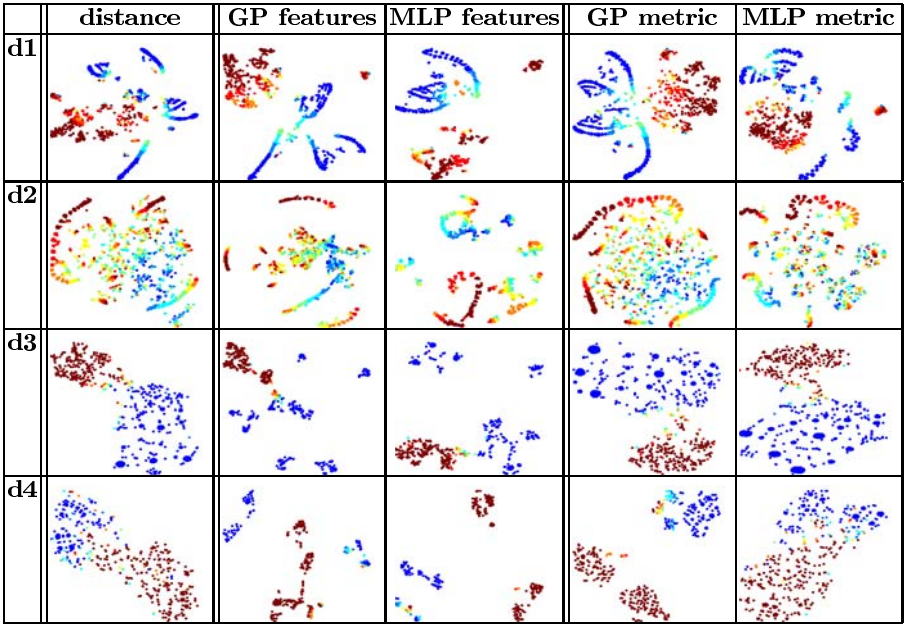 distance GP features MLP features GP metric MLP metric
d1
d2
d3
d4